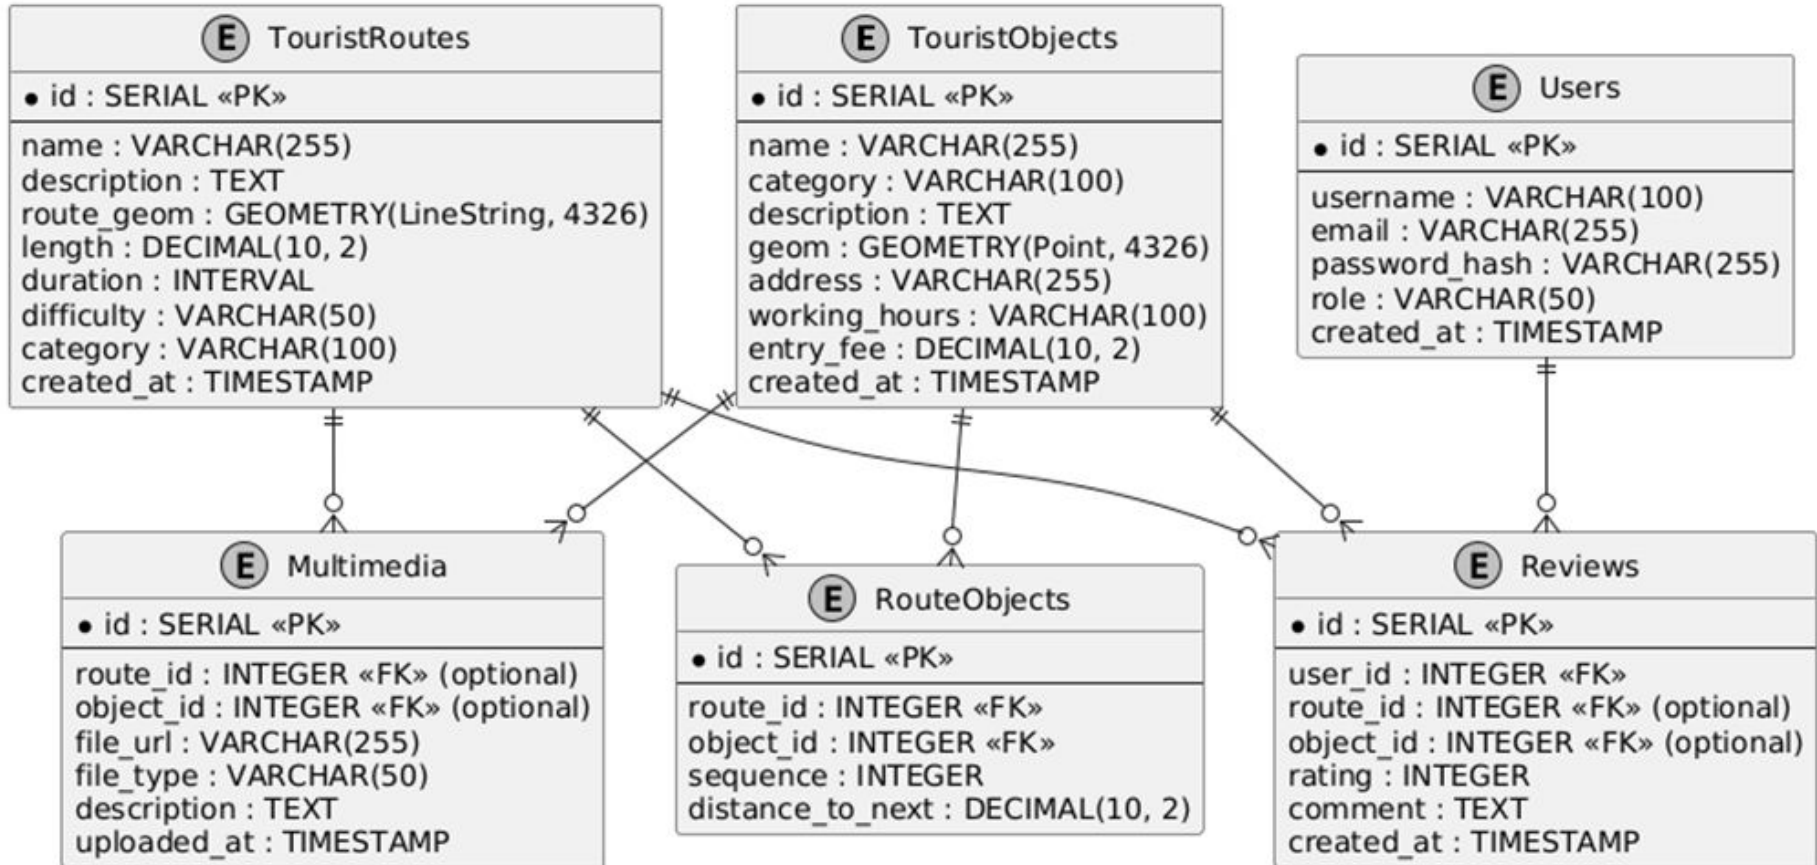 E TouristRoutes
id : SERIAL «PK»
name : VARCHAR(255)
description : TEXT
route_geom : GEOMETRY(LineString, 4326)
length : DECIMAL(10, 2)
duration : INTERVAL
difficulty : VARCHAR(50)
category : VARCHAR(100)
created_at : TIMESTAMP
E TouristObjects
id : SERIAL «PK»
name : VARCHAR(255)
category : VARCHAR(100)
description : TEXT
geom : GEOMETRY(Point, 4326)
address : VARCHAR(255)
working_hours : VARCHAR(100)
entry_fee : DECIMAL(10, 2)
created_at : TIMESTAMP
E Users
id : SERIAL «PK»
username : VARCHAR(100)
email : VARCHAR(255)
password_hash : VARCHAR(255)
role : VARCHAR(50)
created_at : TIMESTAMP
E Multimedia
id : SERIAL «PK»
route_id : INTEGER «FK» (optional)
object_id : INTEGER «FK» (optional)
file_url : VARCHAR(255)
file_type : VARCHAR(50)
description : TEXT
uploaded_at : TIMESTAMP
E RouteObjects
id : SERIAL «PK»
route_id : INTEGER «FK»
object_id : INTEGER «FK»
sequence : INTEGER
distance_to_next : DECIMAL(10, 2)
E Reviews
id : SERIAL «PK»
user_id : INTEGER «FK»
route_id : INTEGER «FK» (optional)
object_id : INTEGER «FK» (optional)
rating : INTEGER
comment : TEXT
created_at : TIMESTAMP